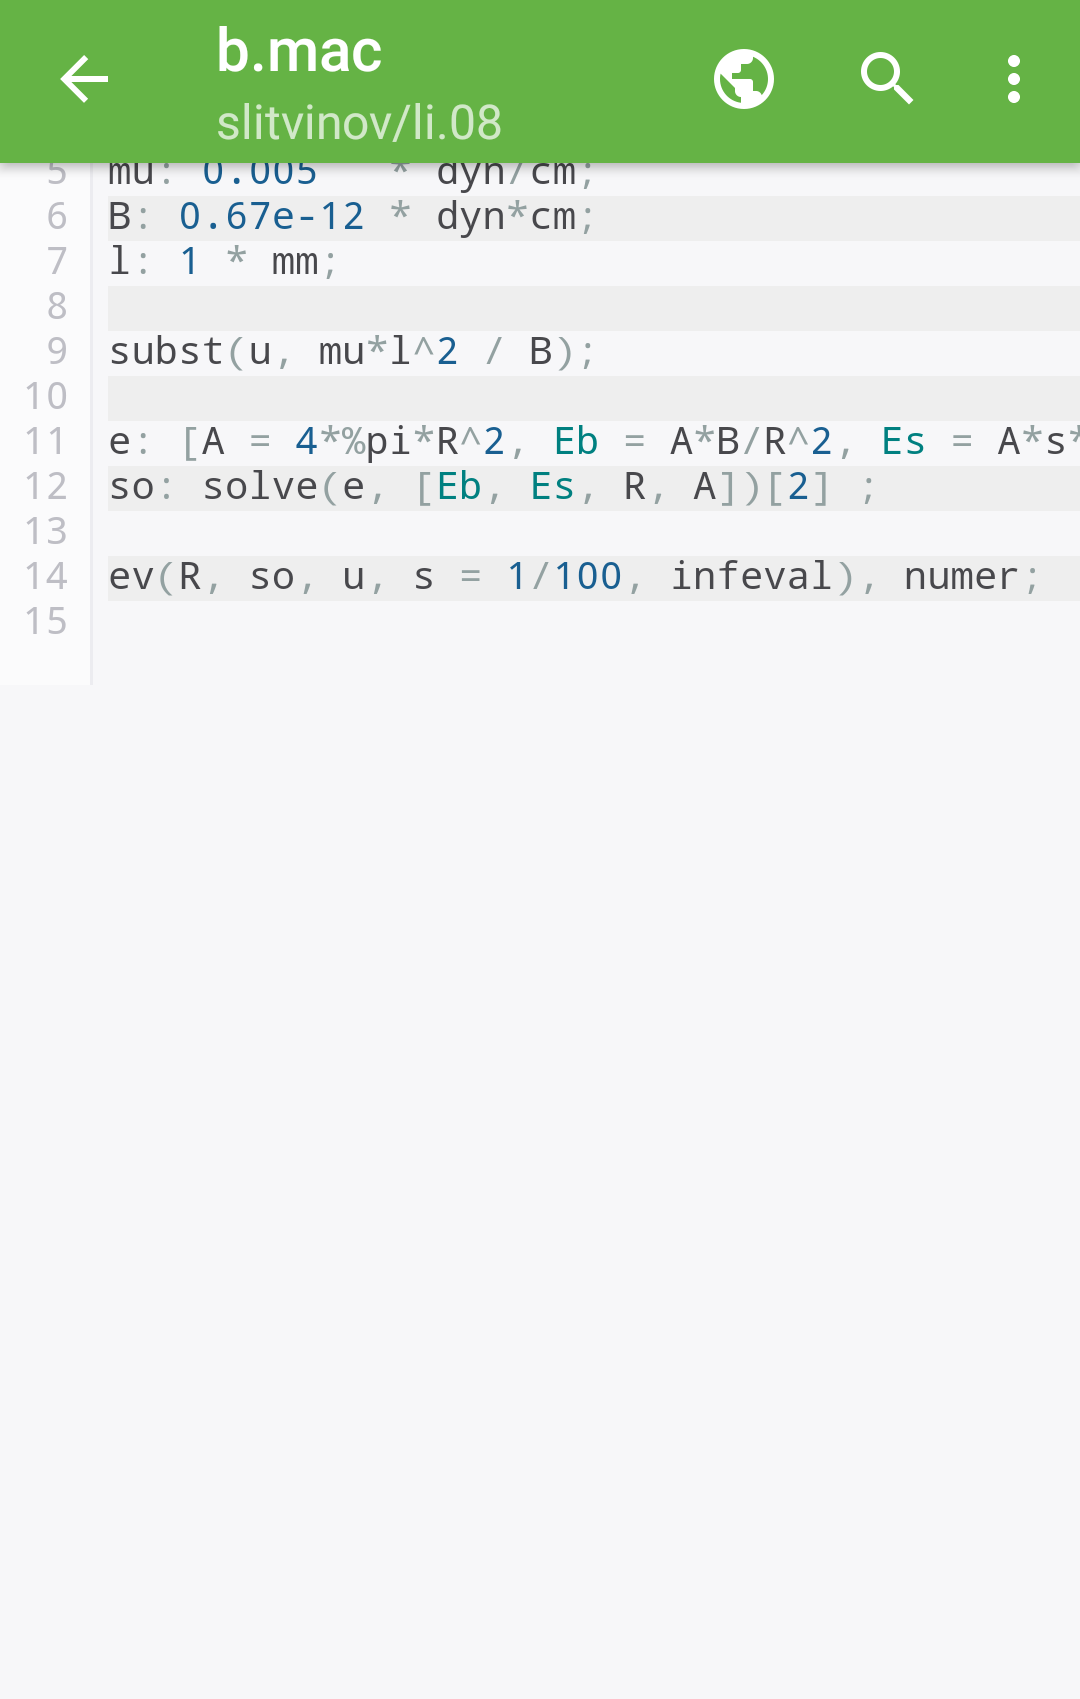 b.mac
slitvinov/li.08
5 mu: 0.005 * dyn/cm;
6 B: 0.67e-12 * dyn*cm;
7 l: 1 * mm;
8
9 subst(u, mu*l^2 / B);
10
11 e: [A = 4*%pi*R^2, Eb = A*B/R^2, Es = A*s*
12 so: solve(e, [Eb, Es, R, A])[2] ;
13
14 ev(R, so, u, s = 1/100, infeval), numer;
15